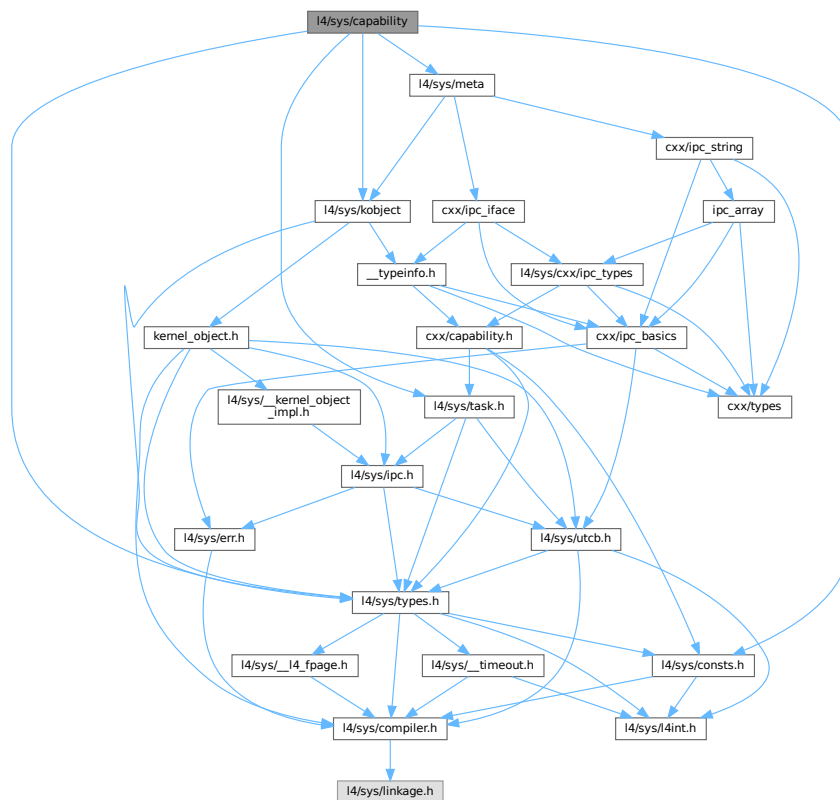 l4/sys/capability
l4/sys/meta
cxx/ipc_string
l4/sys/kobject
cxx/ipc_iface
ipc_array
__typeinfo.h
l4/sys/cxx/ipc_types
kernel_object.h
cxx/capability.h
cxx/ipc_basics
l4/sys/__kernel_object
_impl.h
l4/sys/task.h
cxx/types
l4/sys/ipc.h
l4/sys/err.h
l4/sys/utcb.h
l4/sys/types.h
l4/sys/__l4_fpage.h
l4/sys/__timeout.h
l4/sys/consts.h
l4/sys/compiler.h
l4/sys/l4int.h
l4/sys/linkage.h